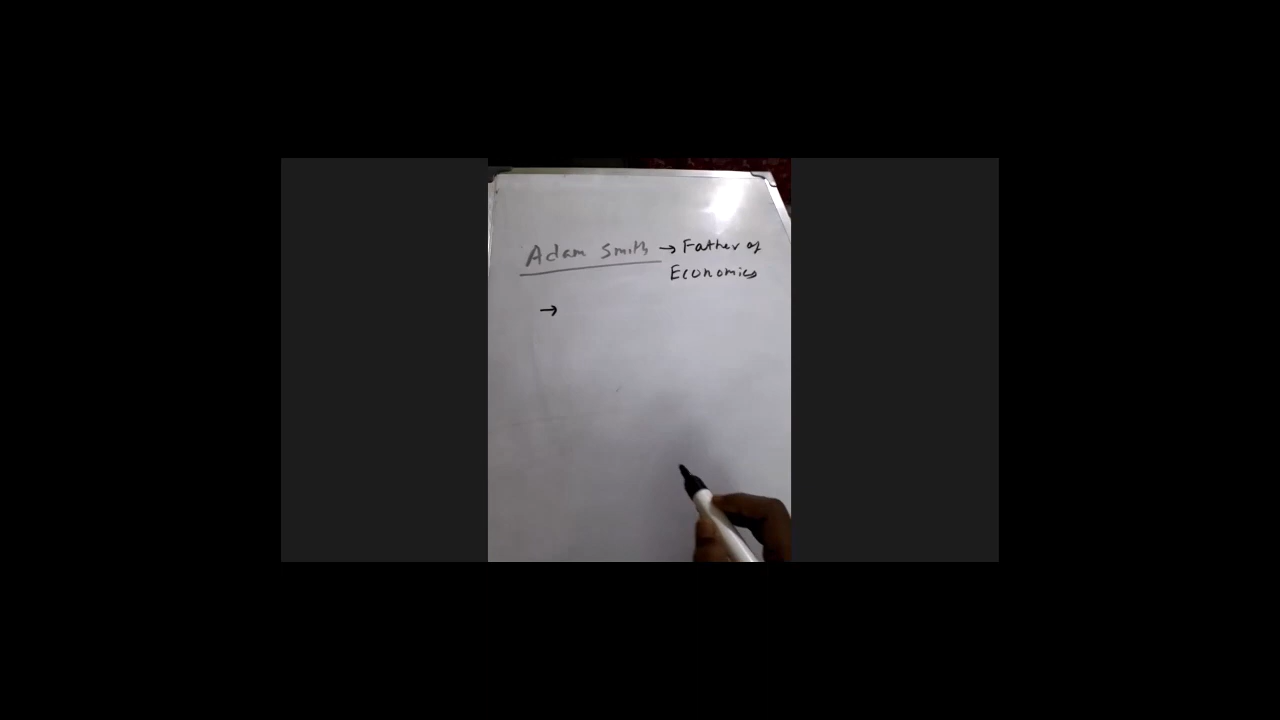 Adam Smith → Father of
Economics
→